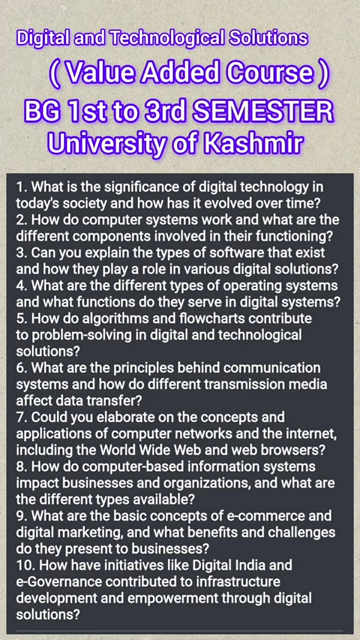 Digital and Technological Solutions
( Value Added Course )
BG 1st to 3rd SEMESTER
University of Kashmir
1. What is the significance of digital technology in
today's society and how has it evolved over time?
2. How do computer systems work and what are the
different components involved in their functioning?
3. Can you explain the types of software that exist
and how they play a role in various digital solutions?
4. What are the different types of operating systems
and what functions do they serve in digital systems?
5. How do algorithms and flowcharts contribute
to problem-solving in digital and technological
solutions?
6. What are the principles behind communication
systems and how do different transmission media
affect data transfer?
7. Could you elaborate on the concepts and
applications of computer networks and the internet,
including the World Wide Web and web browsers?
8. How do computer-based information systems
impact businesses and organizations, and what are
the different types available?
9. What are the basic concepts of e-commerce and
digital marketing, and what benefits and challenges
do they present to businesses?
10. How have initiatives like Digital India and
e-Governance contributed to infrastructure
development and empowerment through digital
solutions?